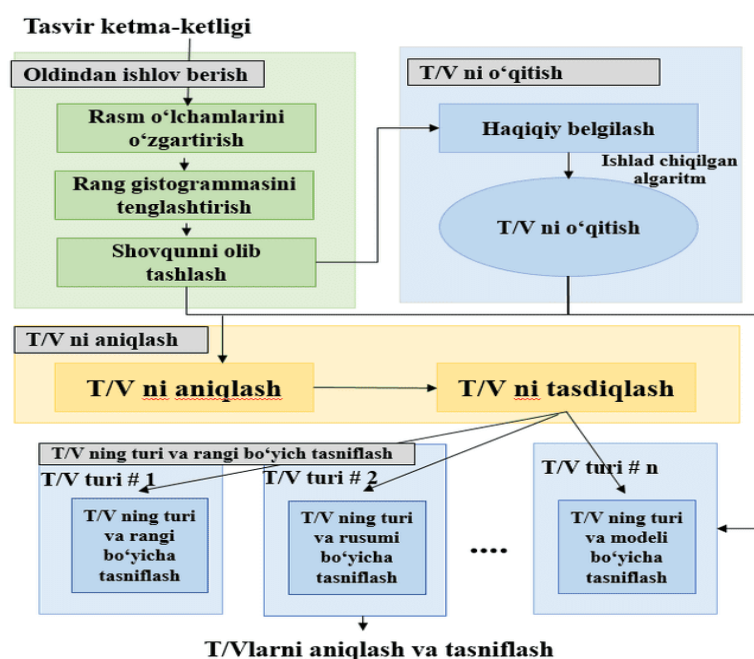 Tasvir ketma-ketligi
Oldindan ishlov berish
Rasm o‘lchamlarini
o‘zgartirish
Rang gistogrammasini
tenglashtirish
Shovqunni olib
tashlash
T/V ni o‘qitish
Haqiqiy belgilash
Ishlad chiqilgan
algaritm
T/V ni o‘qitish
T/V ni aniqlash
T/V ni aniqlash
T/V ni tasdiqlash
T/V ning turi va rangi bo‘yich tasniflash
T/V turi # 1
T/V ning turi
va rangi
bo‘yicha
tasniflash
T/V turi # 2
T/V ning turi
va rusumi
bo‘yicha
tasniflash
....
T/V turi # n
T/V ning turi
va modeli
bo‘yicha
tasniflash
T/Vlarni aniqlash va tasniflash